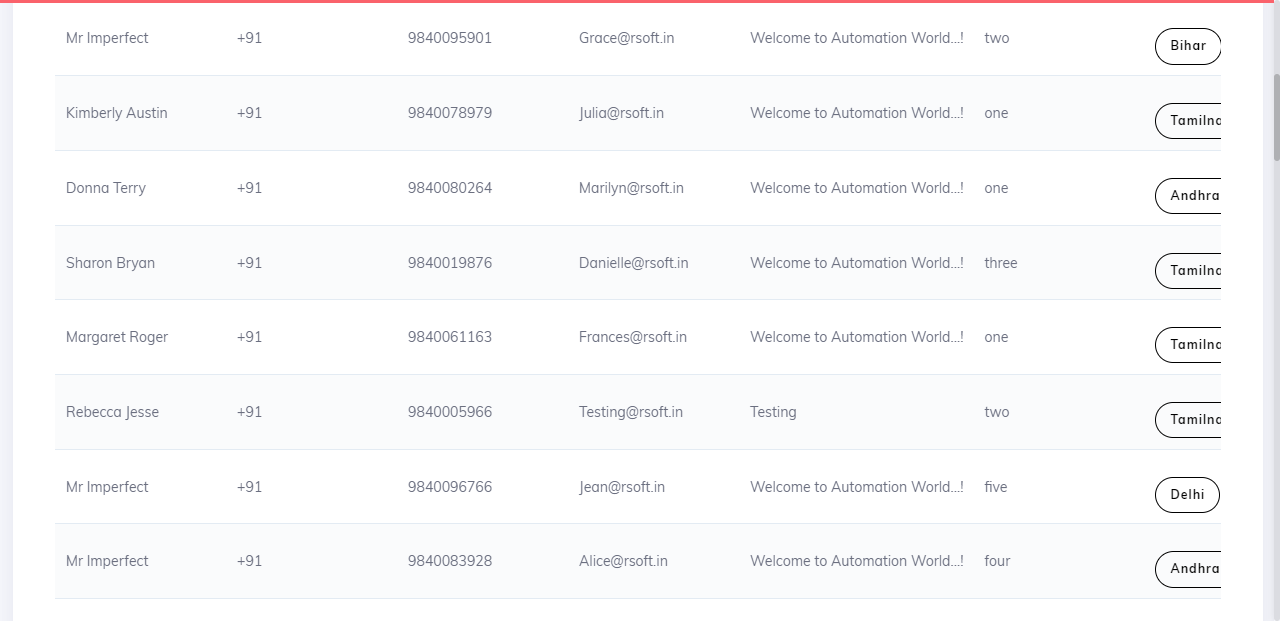 Mr Imperfect +91 9840095901 Grace@rsoft.in Welcome to Automation World...! two Bihar
Kimberly Austin +91 9840078979 Julia@rsoft.in Welcome to Automation World...! one Tamilna
Donna Terry +91 9840080264 Marilyn@rsoft.in Welcome to Automation World...! one Andhra
Sharon Bryan +91 9840019876 Danielle@rsoft.in Welcome to Automation World...! three Tamilna
Margaret Roger +91 9840061163 Frances@rsoft.in Welcome to Automation World...! one Tamilna
Rebecca Jesse +91 9840005966 Testing@rsoft.in Testing two Tamilna
Mr Imperfect +91 9840096766 Jean@rsoft.in Welcome to Automation World...! five Delhi
Mr Imperfect +91 9840083928 Alice@rsoft.in Welcome to Automation World...! four Andhra